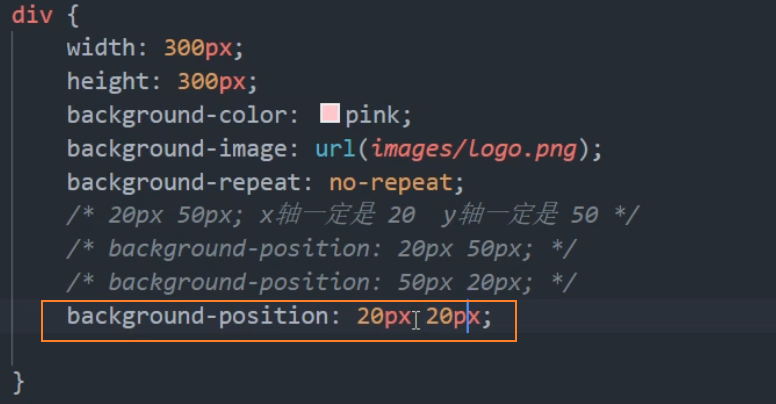 div {
width: 300px;
height: 300px;
background-color: pink;
background-image: url(images/logo.png);
background-repeat: no-repeat;
/* 20px 50px; x轴一定是 20  y轴一定是 50 */
/* background-position: 20px 50px; */
/* background-position: 50px 20px; */
background-position: 20px 20px;
}